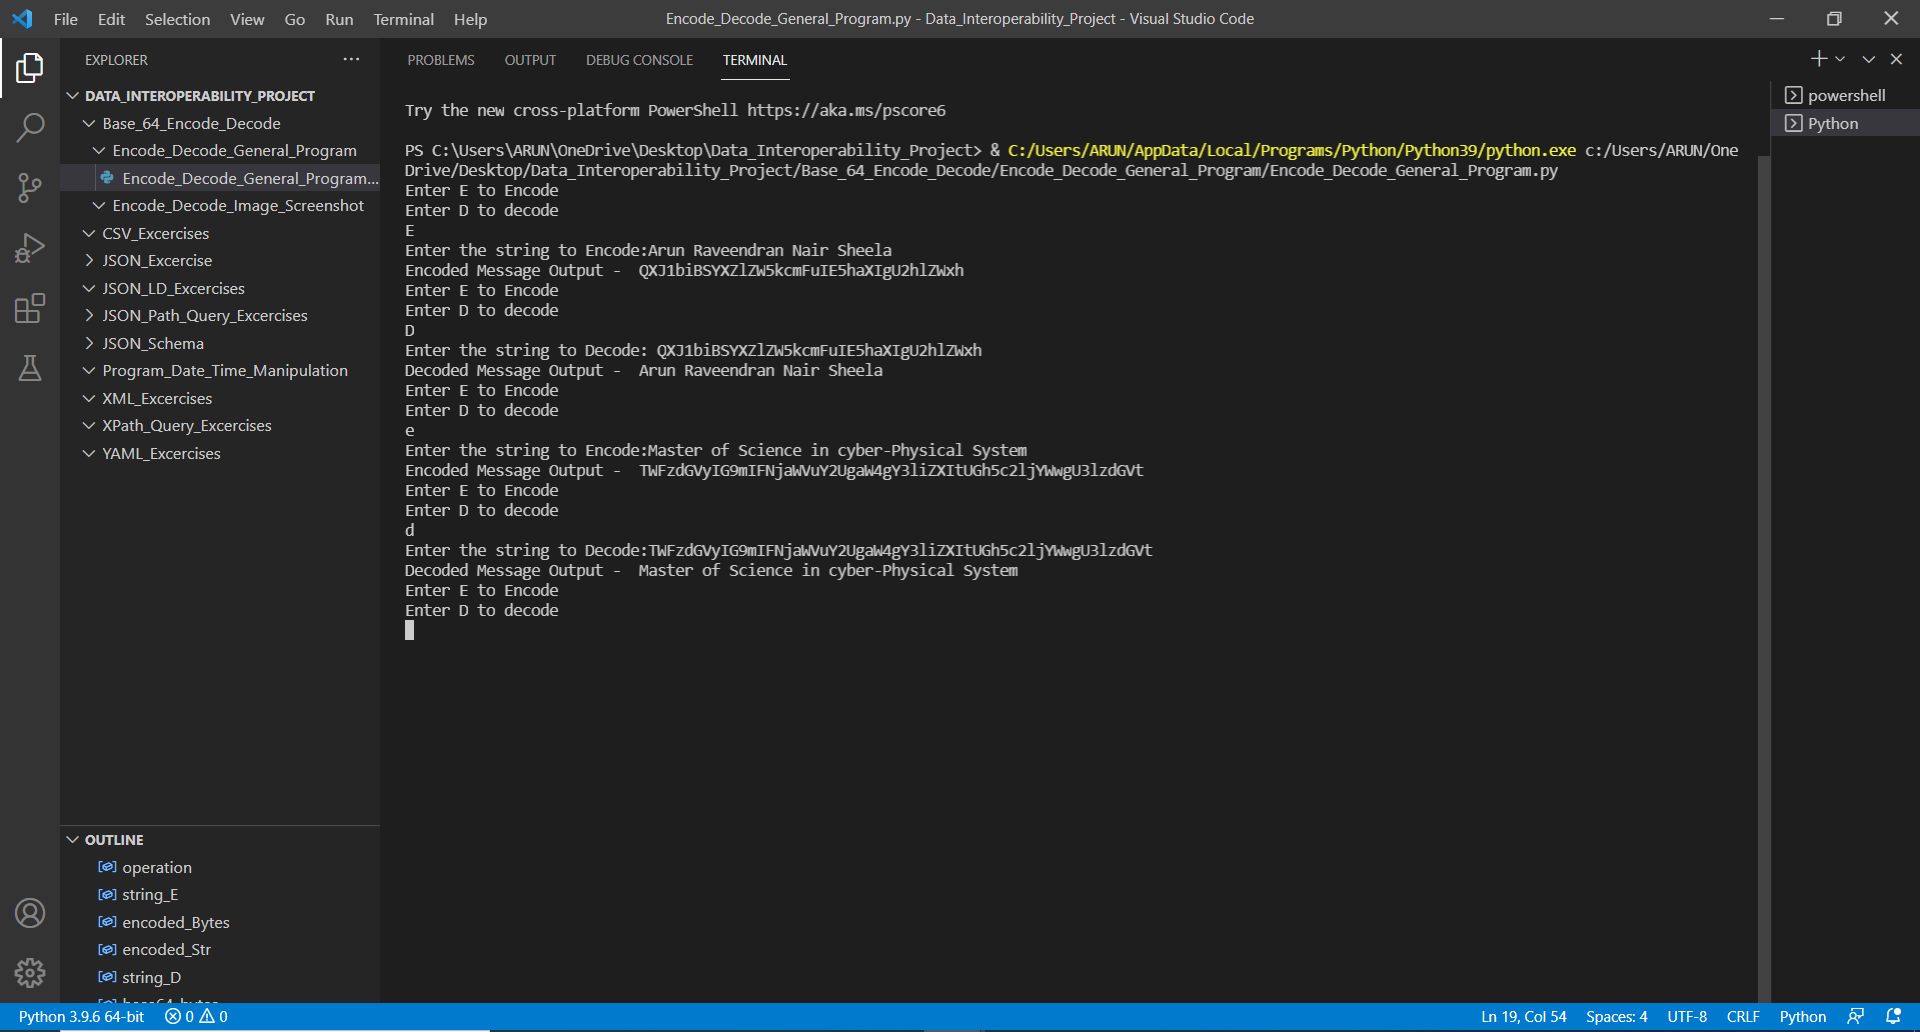 File Edit Selection View Go Run Terminal Help
Encode_Decode_General_Program.py - Data_Interoperability_Project - Visual Studio Code
EXPLORER
DATA_INTEROPERABILITY_PROJECT
Base_64_Encode_Decode
Encode_Decode_General_Program
Encode_Decode_General_Program...
Encode_Decode_Image_Screenshot
CSV_Excercises
JSON_Excercise
JSON_LD_Excercises
JSON_Path_Query_Excercises
JSON_Schema
Program_Date_Time_Manipulation
XML_Excercises
XPath_Query_Excercises
YAML_Excercises
OUTLINE
operation
string_E
encoded_Bytes
encoded_Str
string_D
PROBLEMS OUTPUT DEBUG CONSOLE TERMINAL
Try the new cross-platform PowerShell https://aka.ms/pscore6
PS C:\Users\ARUN\OneDrive\Desktop\Data_Interoperability_Project> & C:/Users/ARUN/AppData/Local/Programs/Python/Python39/python.exe c:/Users/ARUN/One
Drive/Desktop/Data_Interoperability_Project/Base_64_Encode_Decode/Encode_Decode_General_Program/Encode_Decode_General_Program.py
Enter E to Encode
Enter D to decode
E
Enter the string to Encode:Arun Raveendran Nair Sheela
Encoded Message Output -  QXJ1biBSYXZlZW5kcmFuIE5haXIgU2hlZWxh
Enter E to Encode
Enter D to decode
D
Enter the string to Decode: QXJ1biBSYXZlZW5kcmFuIE5haXIgU2hlZWxh
Decoded Message Output -  Arun Raveendran Nair Sheela
Enter E to Encode
Enter D to decode
e
Enter the string to Encode:Master of Science in cyber-Physical System
Encoded Message Output -  TWFzdGVyIG9mIFNjaWVuY2UgaW4gY3liZXItUGh5c2ljYWwgU3lzdGVt
Enter E to Encode
Enter D to decode
d
Enter the string to Decode:TWFzdGVyIG9mIFNjaWVuY2UgaW4gY3liZXItUGh5c2ljYWwgU3lzdGVt
Decoded Message Output -  Master of Science in cyber-Physical System
Enter E to Encode
Enter D to decode
powershell
Python
Python 3.9.6 64-bit 0 0
Ln 19, Col 54 Spaces: 4 UTF-8 CRLF Python